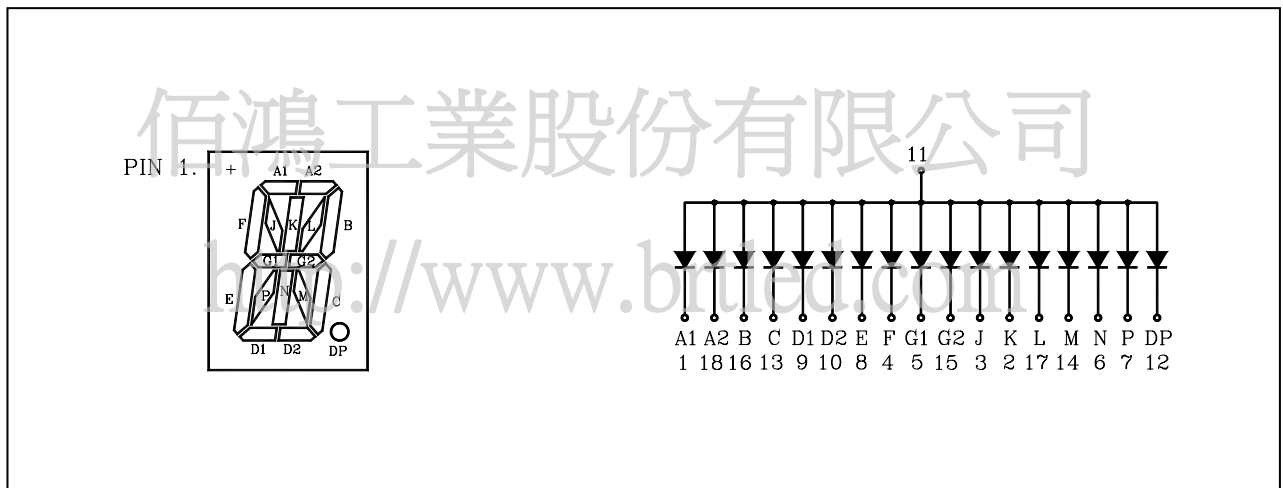 佰鴻工業股份有限公司
http://www.brtled.com
PIN 1.
+
A1 A2
F J K L B
G1 G2
E P N M C
D1 D2 DP
11
A1 A2 B C D1 D2 E F G1 G2 J K L M N P DP
1 18 16 13 9 10 8 4 5 15 3 2 17 14 6 7 12